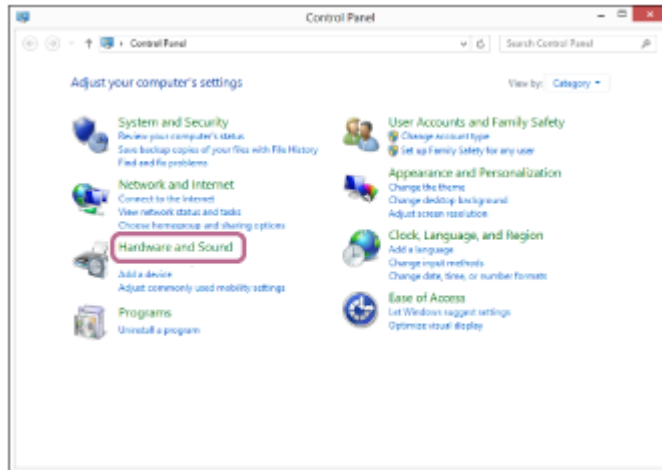 Control Panel
Control Panel
Search Control Panel
Adjust your computer's settings
View by: Category
System and Security
Review your computer's status
Save backup copies of your files with File History
Find and fix problems
Network and Internet
Connect to the Internet
View network status and tasks
Choose homegroup and sharing options
Hardware and Sound
Add a device
Adjust commonly used mobility settings
Programs
Uninstall a program
User Accounts and Family Safety
Change account type
Set up Family Safety for any user
Appearance and Personalization
Change the theme
Change desktop background
Adjust screen resolution
Clock, Language, and Region
Add a language
Change input methods
Change date, time, or number formats
Ease of Access
Let Windows suggest settings
Optimize visual display